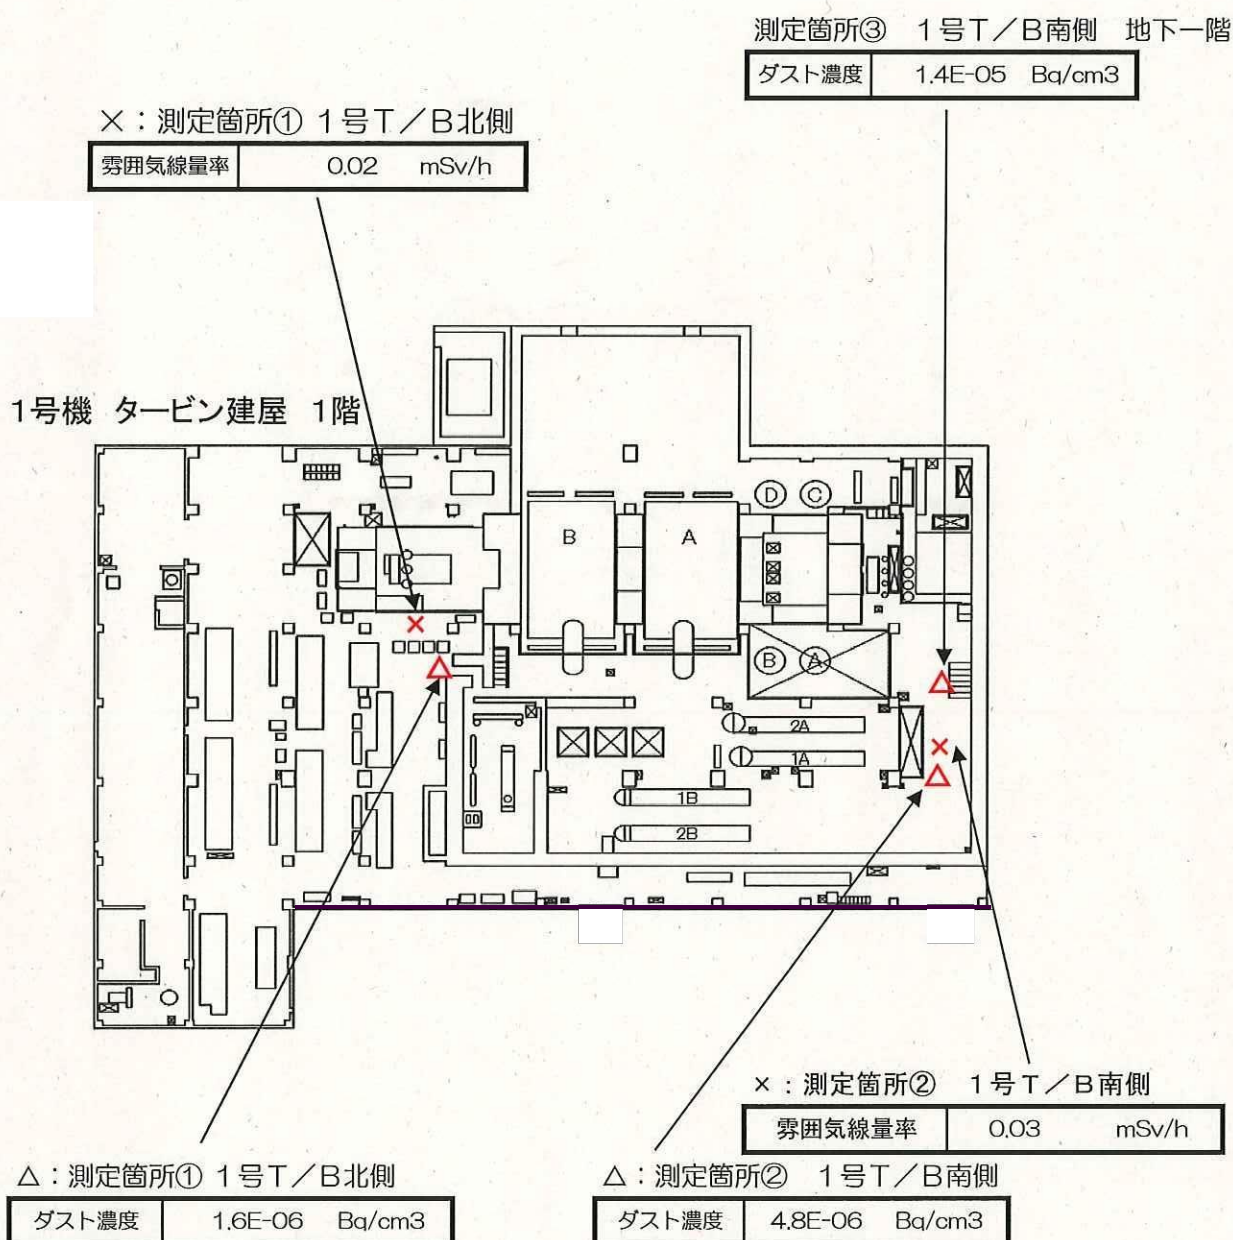 測定箇所③ 1号T/B南側 地下一階
ダスト濃度 1.4E-05 Bq/cm3
×:測定箇所① 1号T/B北側
雰囲気線量率 0.02 mSv/h
1号機 タービン建屋 1階
D C
B A
B A
2A
1A
1B
2B
×:測定箇所② 1号T/B南側
雰囲気線量率 0.03 mSv/h
△:測定箇所① 1号T/B北側
ダスト濃度 1.6E-06 Bq/cm3
△:測定箇所② 1号T/B南側
ダスト濃度 4.8E-06 Bq/cm3